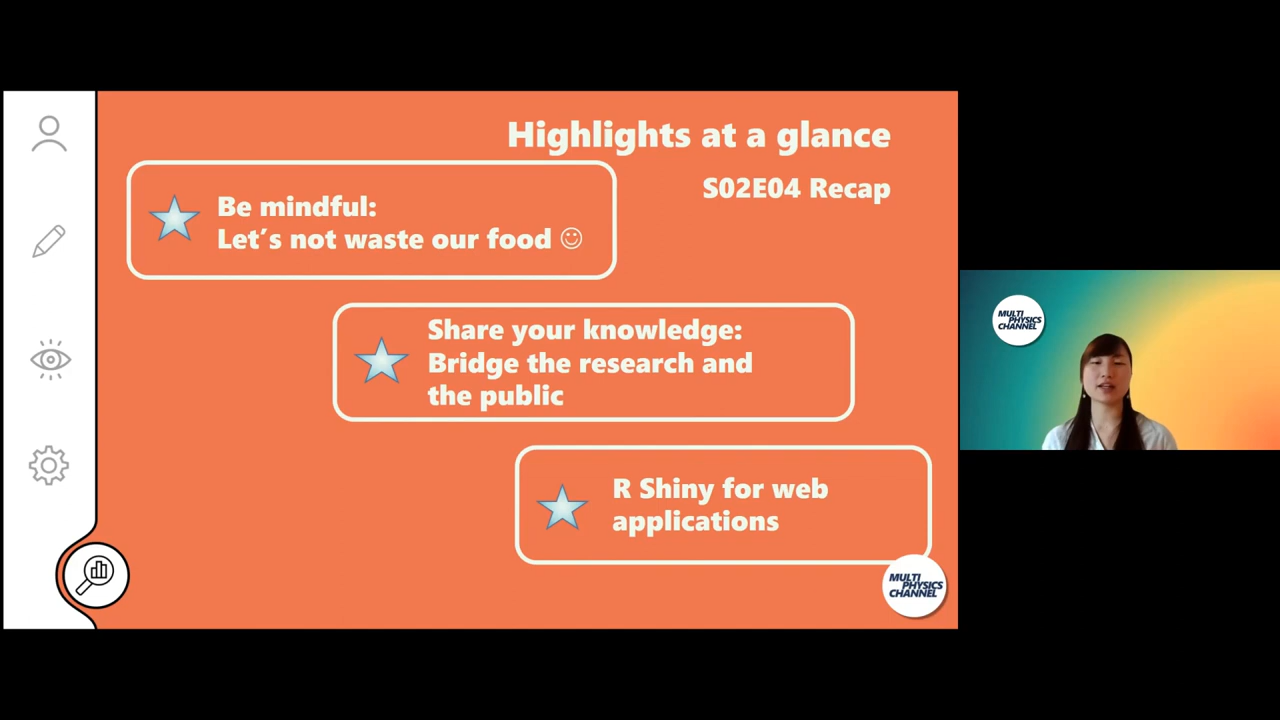 Highlights at a glance
S02E04 Recap
Be mindful:
Let's not waste our food ☺
Share your knowledge:
Bridge the research and
the public
R Shiny for web
applications
MULTI
PHYSICS
CHANNEL
MULTI
PHYSICS
CHANNEL